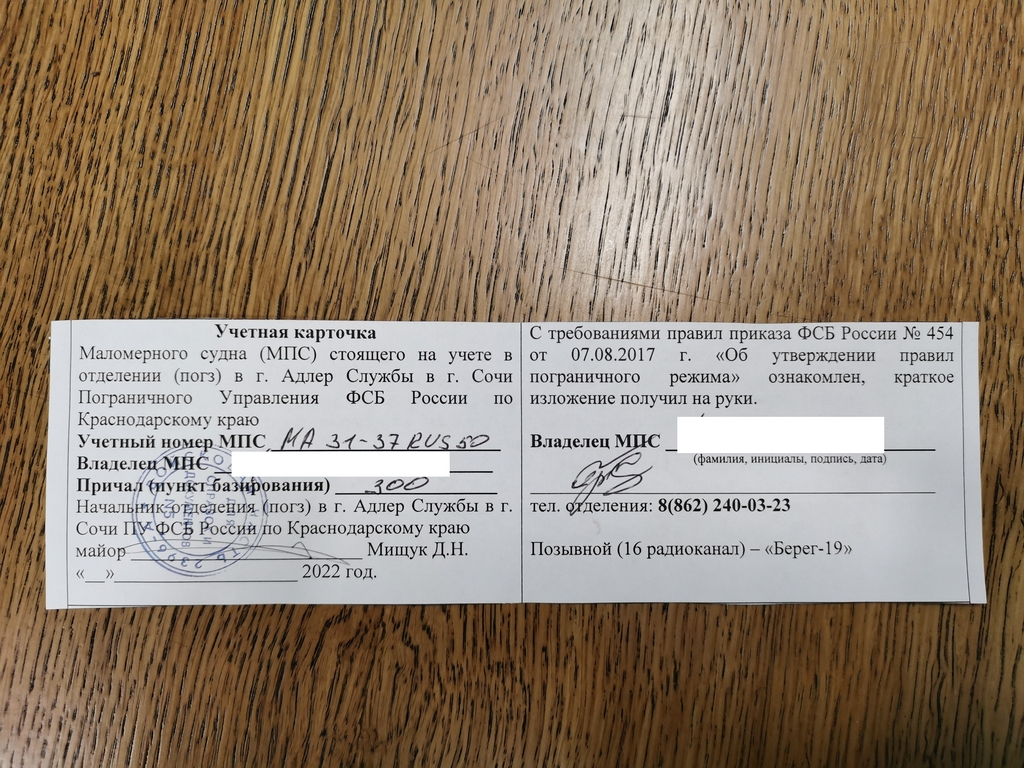 Учетная карточка
Маломерного судна (МПС) стоящего на учете в
отделении (погз) в г. Адлер Службы в г. Сочи
Пограничного Управления ФСБ России по
Краснодарскому краю
Учетный номер МПС МА 31-37 RUS50
Владелец МПС
Причал (пункт базирования) 300
Начальник отделения (погз) в г. Адлер Службы в г.
Сочи ПУ ФСБ России по Краснодарскому краю
майор Мищук Д.Н.
«__»____________________ 2022 год.
С требованиями правил приказа ФСБ России № 454
от 07.08.2017 г. «Об утверждении правил
пограничного режима» ознакомлен, краткое
изложение получил на руки.
Владелец МПС
(фамилия, инициалы, подпись, дата)
тел. отделения: 8(862) 240-03-23
Позывной (16 радиоканал) – «Берег-19»